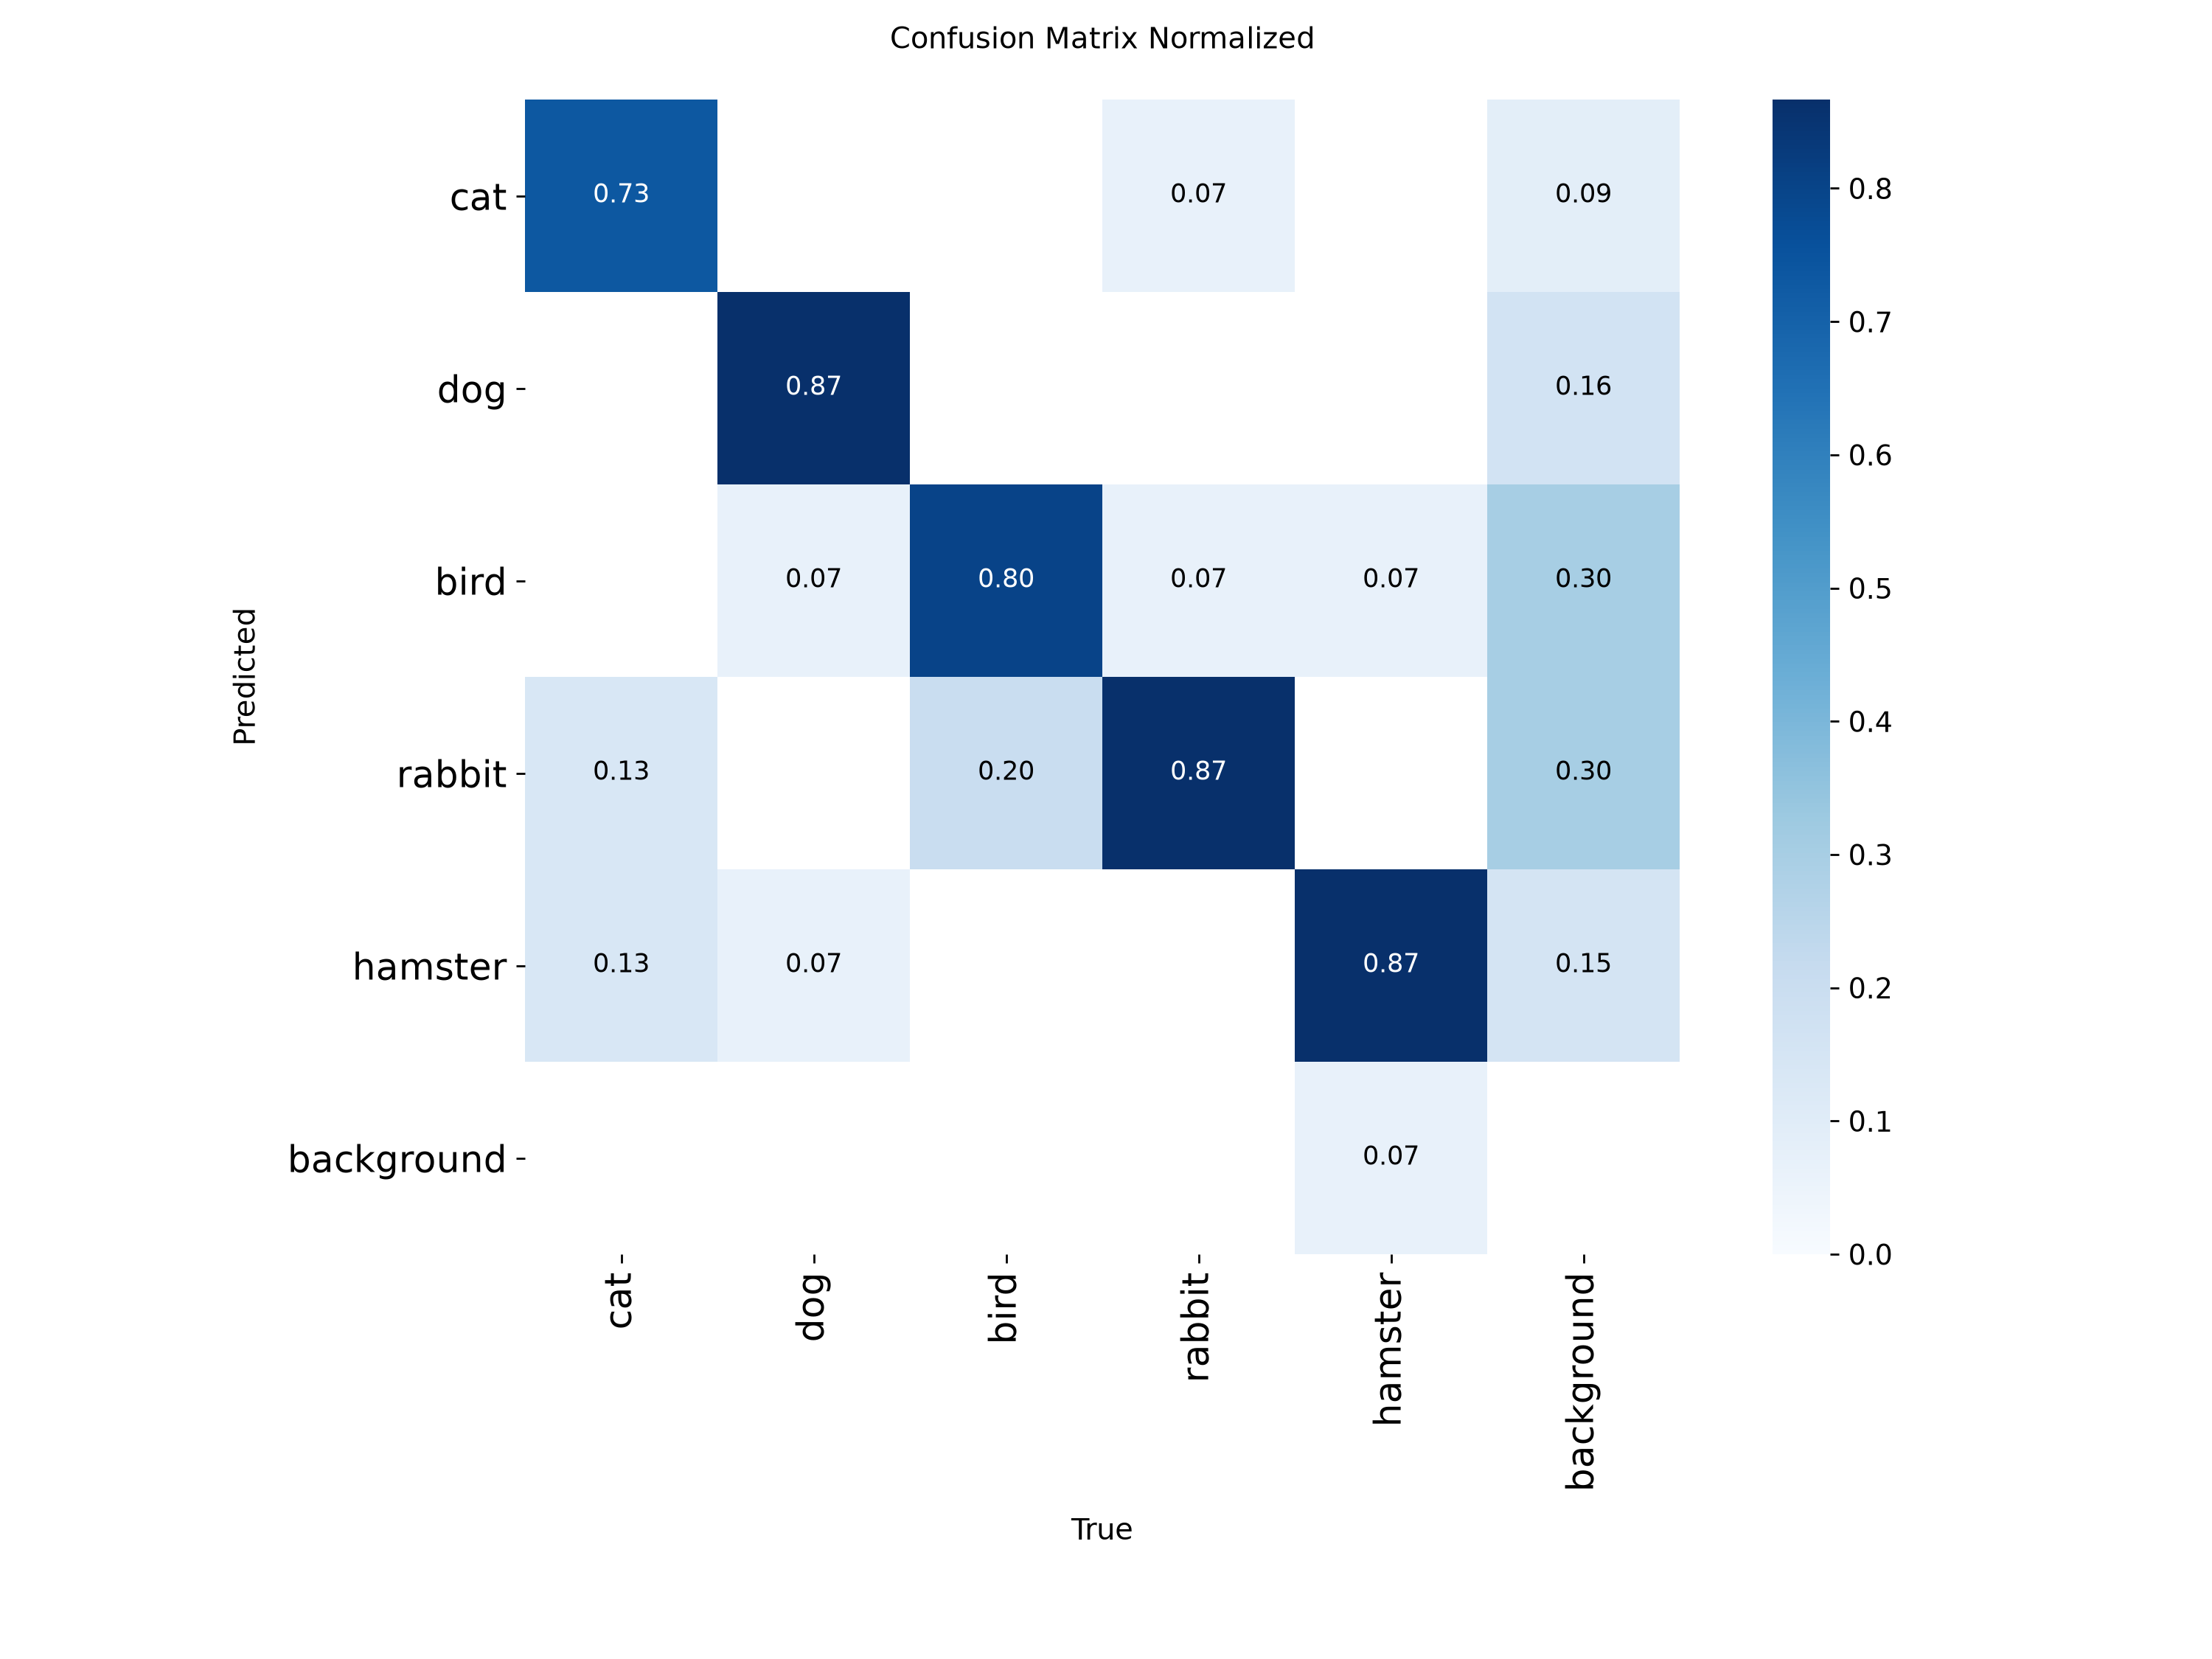 Confusion Matrix Normalized
cat 0.73 0.07 0.09
dog 0.87 0.16
bird 0.07 0.80 0.07 0.07 0.30
rabbit 0.13 0.20 0.87 0.30
hamster 0.13 0.07 0.87 0.15
background 0.07
cat dog bird rabbit hamster background
Predicted
True
0.8
0.7
0.6
0.5
0.4
0.3
0.2
0.1
0.0